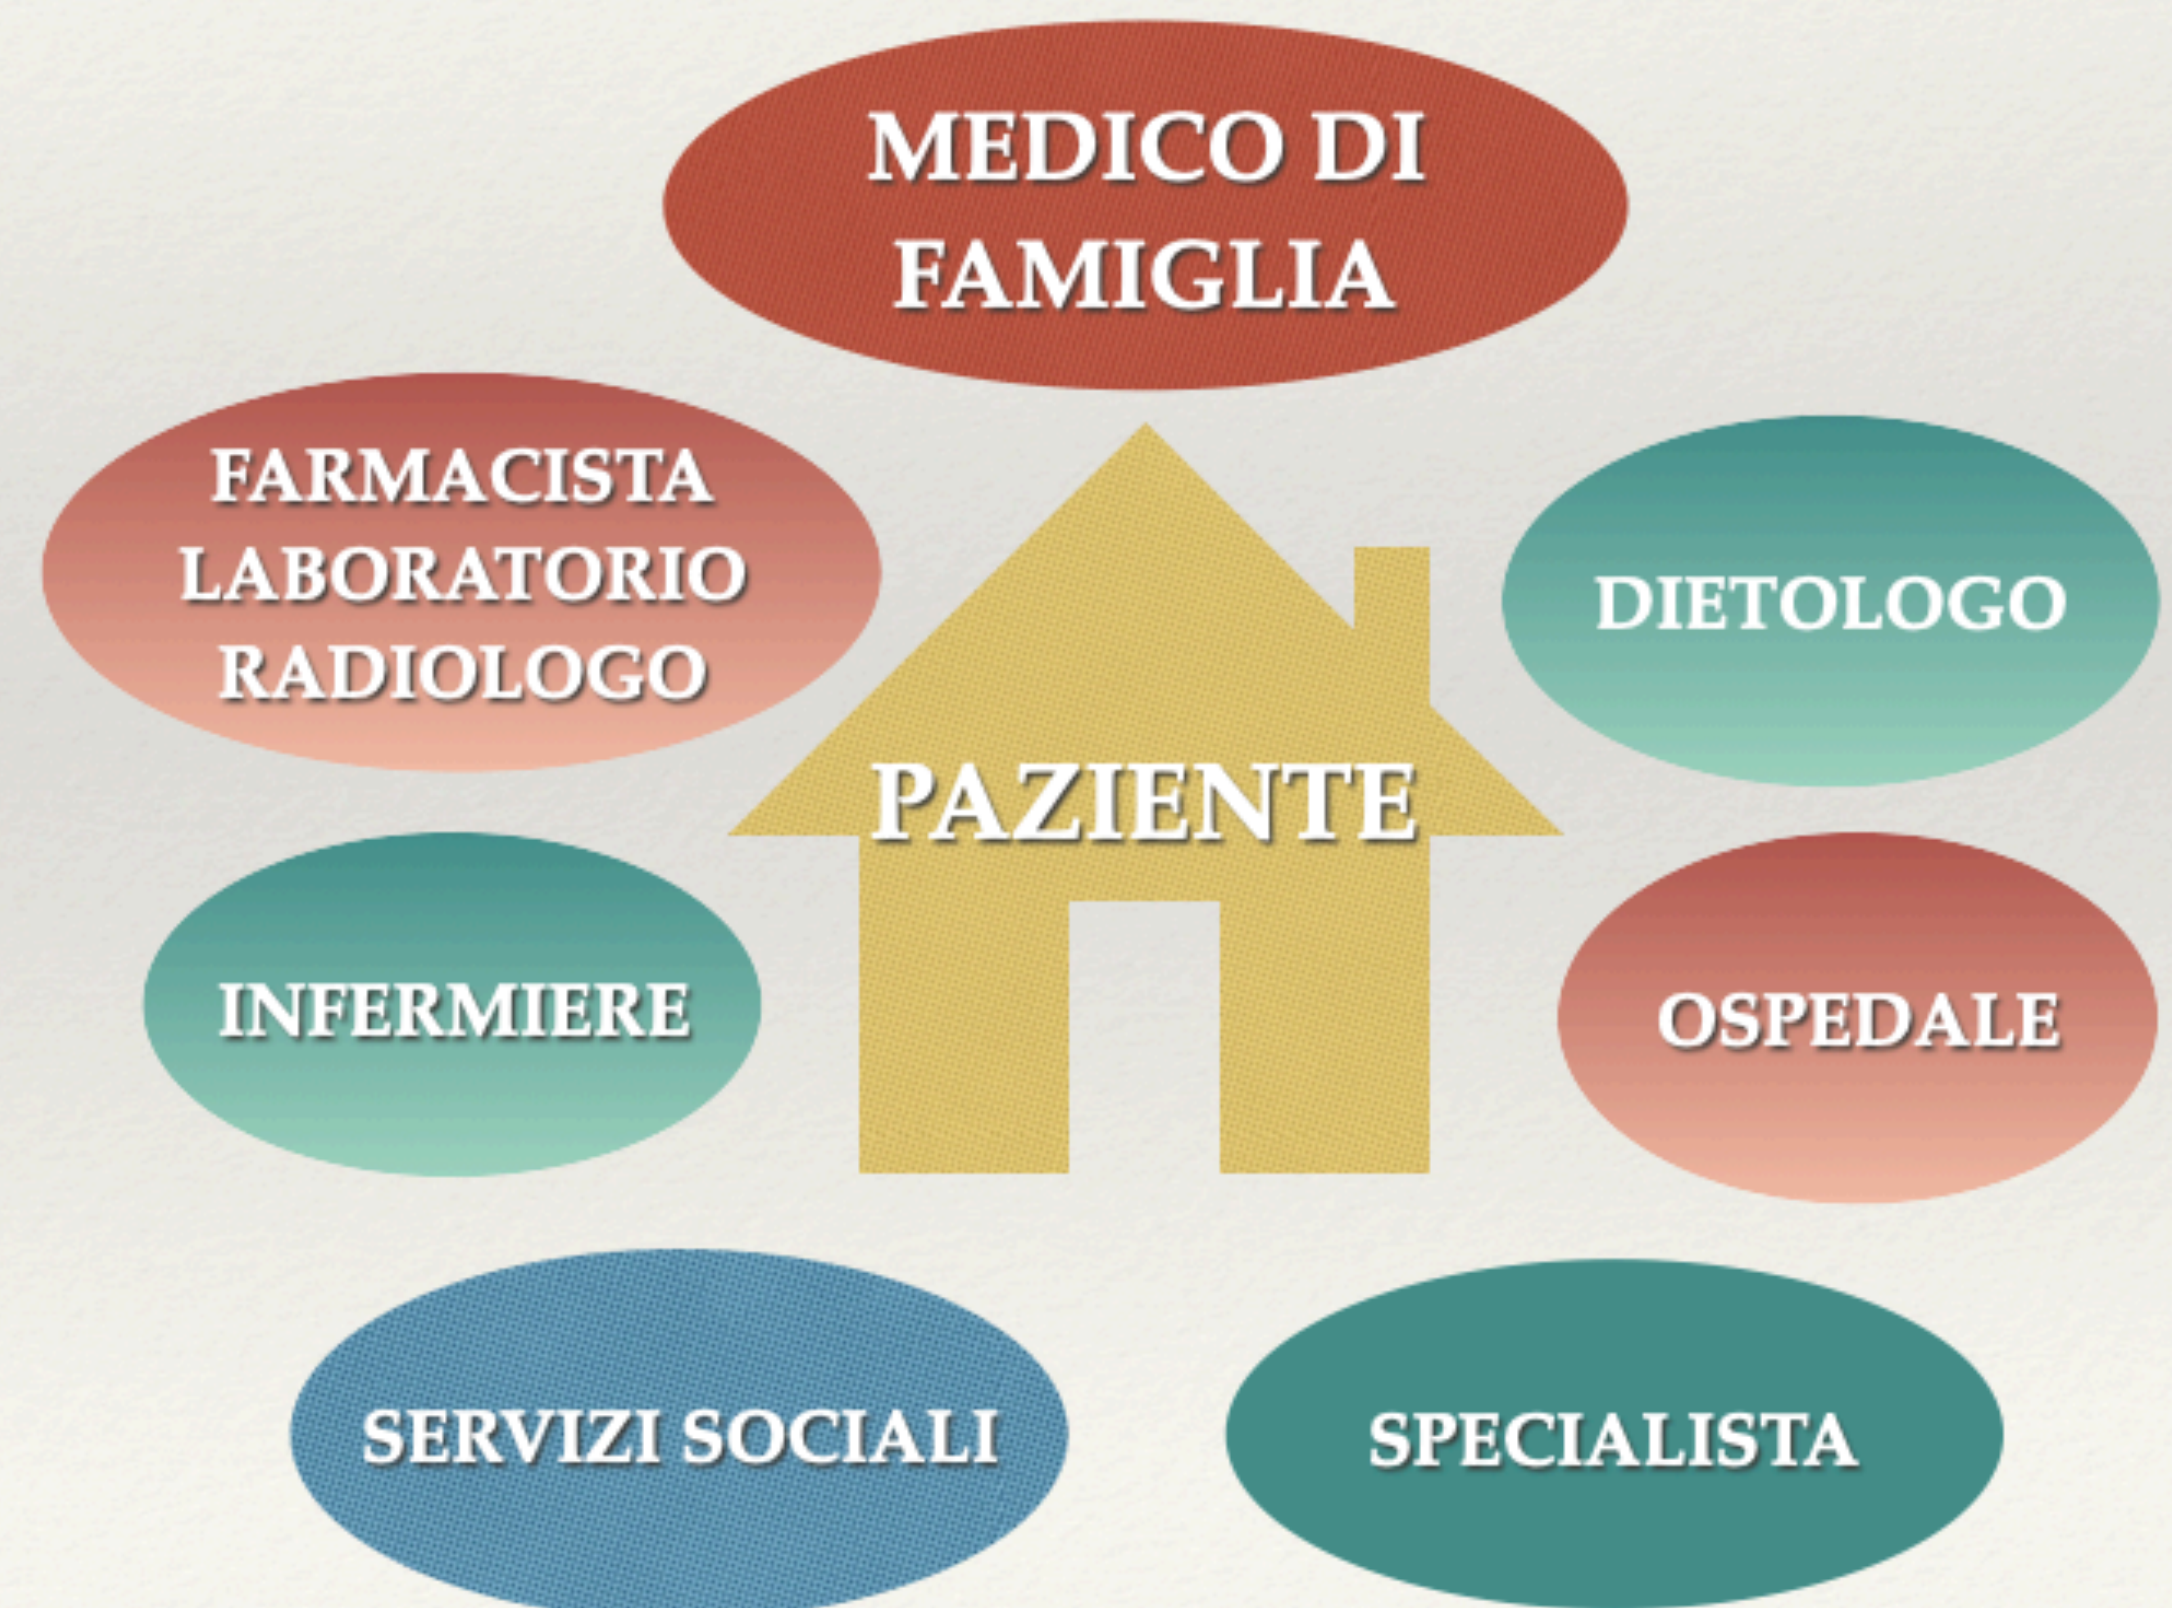 MEDICO DI
FAMIGLIA
FARMACISTA
LABORATORIO
RADIOLOGO
DIETOLOGO
PAZIENTE
INFERMIERE
OSPEDALE
SERVIZI SOCIALI
SPECIALISTA